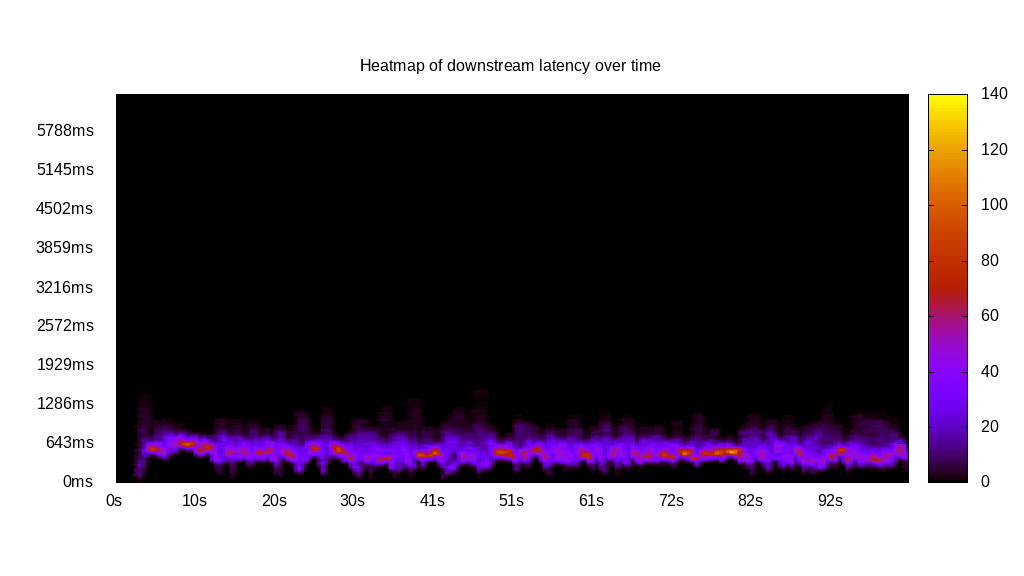 Heatmap of downstream latency over time
5788ms
5145ms
4502ms
3859ms
3216ms
2572ms
1929ms
1286ms
643ms
0ms
0s 10s 20s 30s 41s 51s 61s 72s 82s 92s
140
120
100
80
60
40
20
0